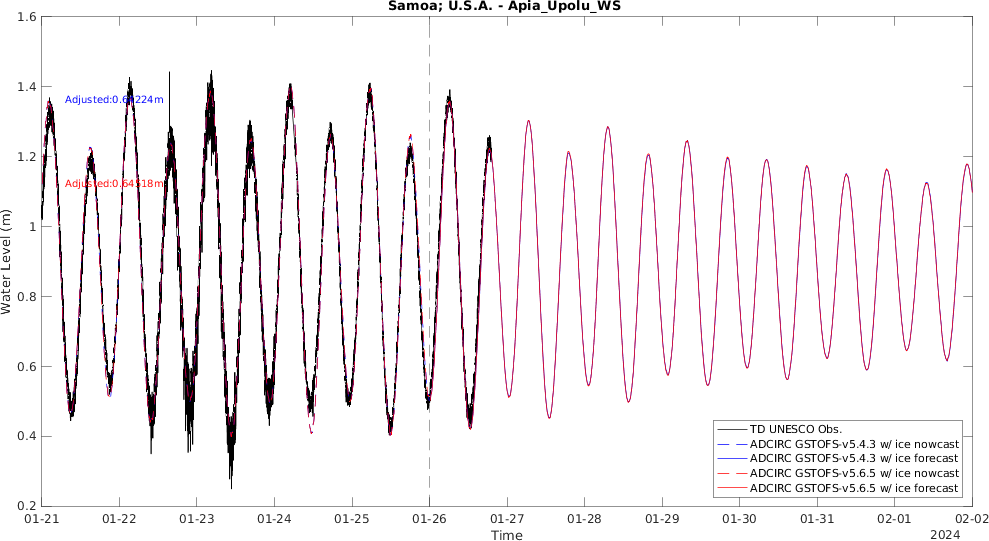 Samoa; U.S.A. - Apia_Upolu_WS
Water Level (m)
1.6
1.4
1.2
1
0.8
0.6
0.4
0.2
Adjusted:0.64518m
TD UNESCO Obs.
ADCIRC GSTOFS-v5.4.3 w/ ice nowcast
ADCIRC GSTOFS-v5.4.3 w/ ice forecast
ADCIRC GSTOFS-v5.6.5 w/ ice nowcast
ADCIRC GSTOFS-v5.6.5 w/ ice forecast
01-21 01-22 01-23 01-24 01-25 01-26 01-27 01-28 01-29 01-30 01-31 02-01 02-02
Time
2024